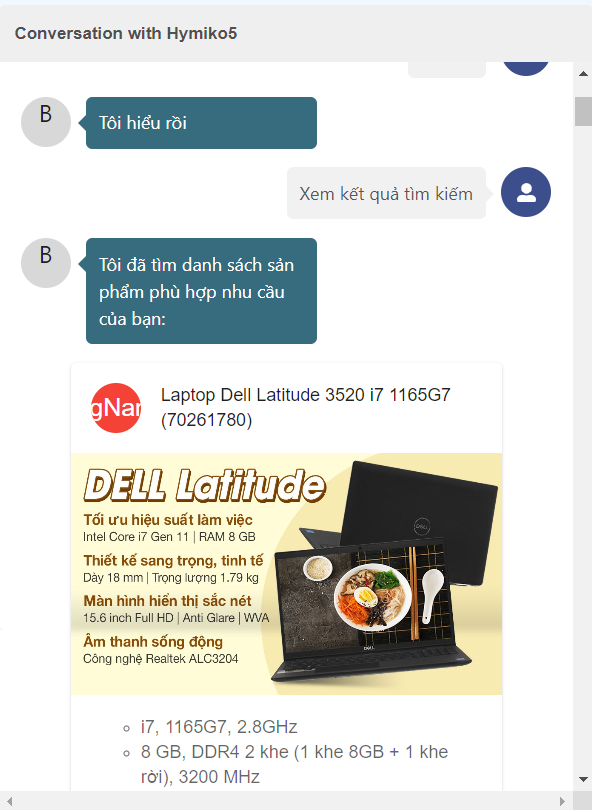 Conversation with Hymiko5
B
Tôi hiểu rồi
Xem kết quả tìm kiếm
B
Tôi đã tìm danh sách sản
phẩm phù hợp nhu cầu
của bạn:
gNar
Laptop Dell Latitude 3520 i7 1165G7
(70261780)
DELL Latitude
Tối ưu hiệu suất làm việc
Intel Core i7 Gen 11 | RAM 8 GB
Thiết kế sang trọng, tinh tế
Dày 18 mm | Trọng lượng 1.79 kg
Màn hình hiển thị sắc nét
15.6 inch Full HD | Anti Glare | WVA
Âm thanh sống động
Công nghệ Realtek ALC3204
DELL
DELL
i7, 1165G7, 2.8GHz
8 GB, DDR4 2 khe (1 khe 8GB + 1 khe
rời), 3200 MHz